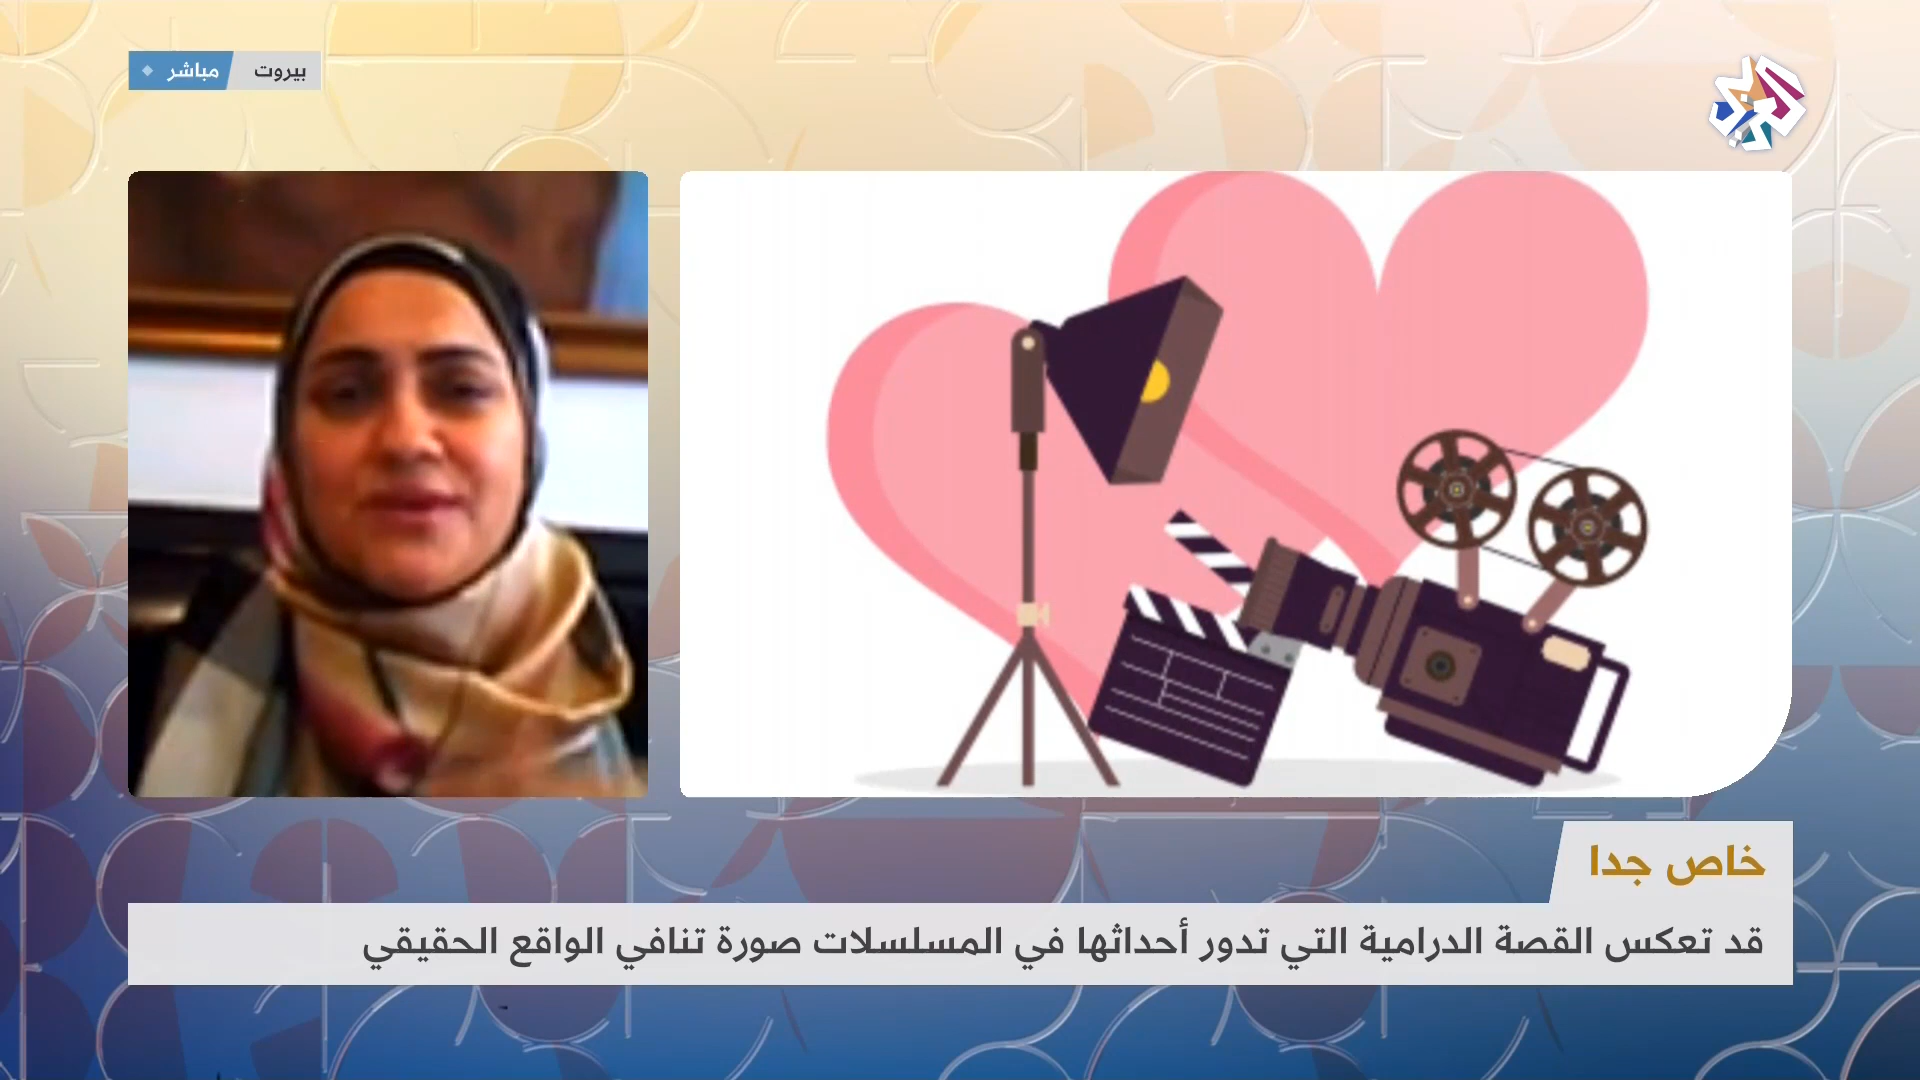 بيروت مباشر
خاص جدا
قد تعكس القصة الدرامية التي تدور أحداثها في المسلسلات صورة تنافي الواقع الحقيقي